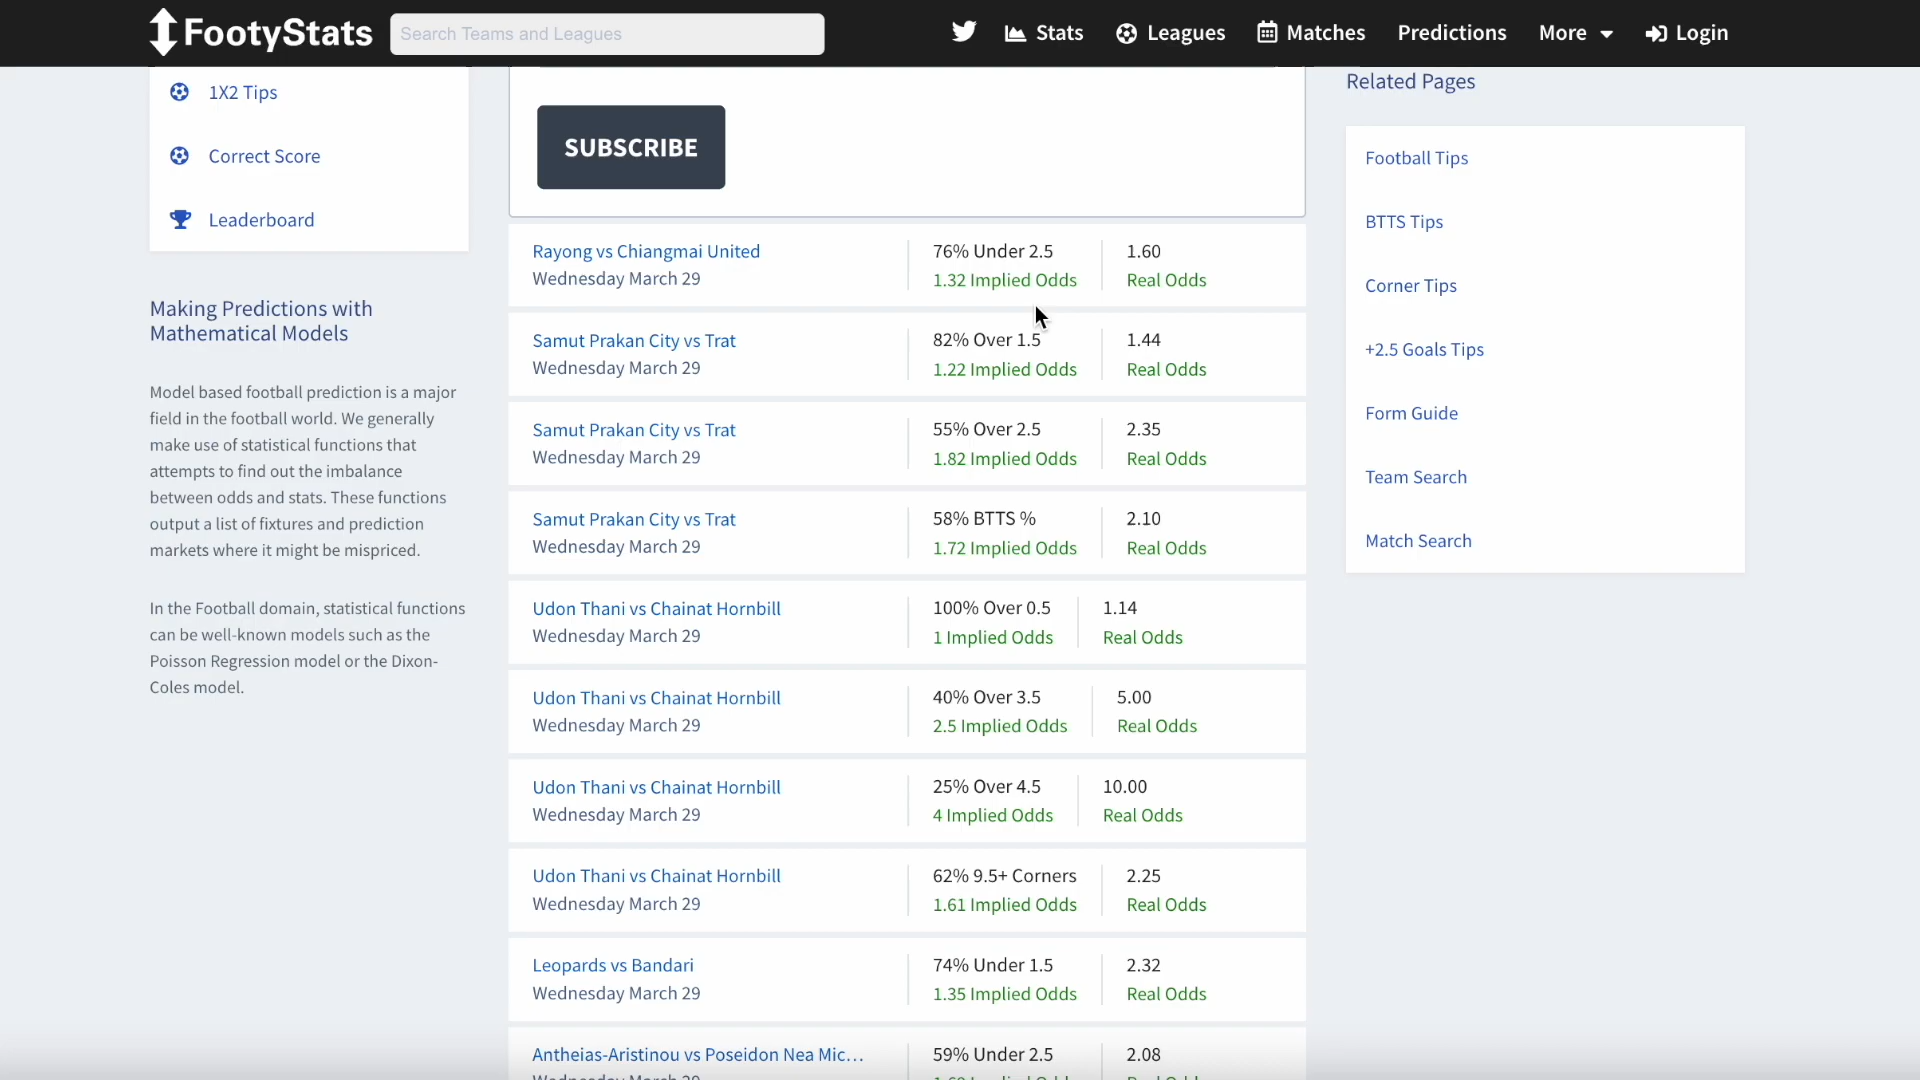 FootyStats
Search Teams and Leagues
Stats
Leagues
Matches
Predictions
More
Login
1X2 Tips
Correct Score
Leaderboard
Making Predictions with
Mathematical Models
Model based football prediction is a major
field in the football world. We generally
make use of statistical functions that
attempts to find out the imbalance
between odds and stats. These functions
output a list of fixtures and prediction
markets where it might be mispriced.
In the Football domain, statistical functions
can be well-known models such as the
Poisson Regression model or the Dixon-
Coles model.
SUBSCRIBE
Rayong vs Chiangmai United
Wednesday March 29
76% Under 2.5
1.32 Implied Odds
1.60
Real Odds
Samut Prakan City vs Trat
Wednesday March 29
82% Over 1.5
1.22 Implied Odds
1.44
Real Odds
Samut Prakan City vs Trat
Wednesday March 29
55% Over 2.5
1.82 Implied Odds
2.35
Real Odds
Samut Prakan City vs Trat
Wednesday March 29
58% BTTS %
1.72 Implied Odds
2.10
Real Odds
Udon Thani vs Chainat Hornbill
Wednesday March 29
100% Over 0.5
1 Implied Odds
1.14
Real Odds
Udon Thani vs Chainat Hornbill
Wednesday March 29
40% Over 3.5
2.5 Implied Odds
5.00
Real Odds
Udon Thani vs Chainat Hornbill
Wednesday March 29
25% Over 4.5
4 Implied Odds
10.00
Real Odds
Udon Thani vs Chainat Hornbill
Wednesday March 29
62% 9.5+ Corners
1.61 Implied Odds
2.25
Real Odds
Leopards vs Bandari
Wednesday March 29
74% Under 1.5
1.35 Implied Odds
2.32
Real Odds
Antheias-Aristinou vs Poseidon Nea Mic...
59% Under 2.5
2.08
Related Pages
Football Tips
BTTS Tips
Corner Tips
+2.5 Goals Tips
Form Guide
Team Search
Match Search